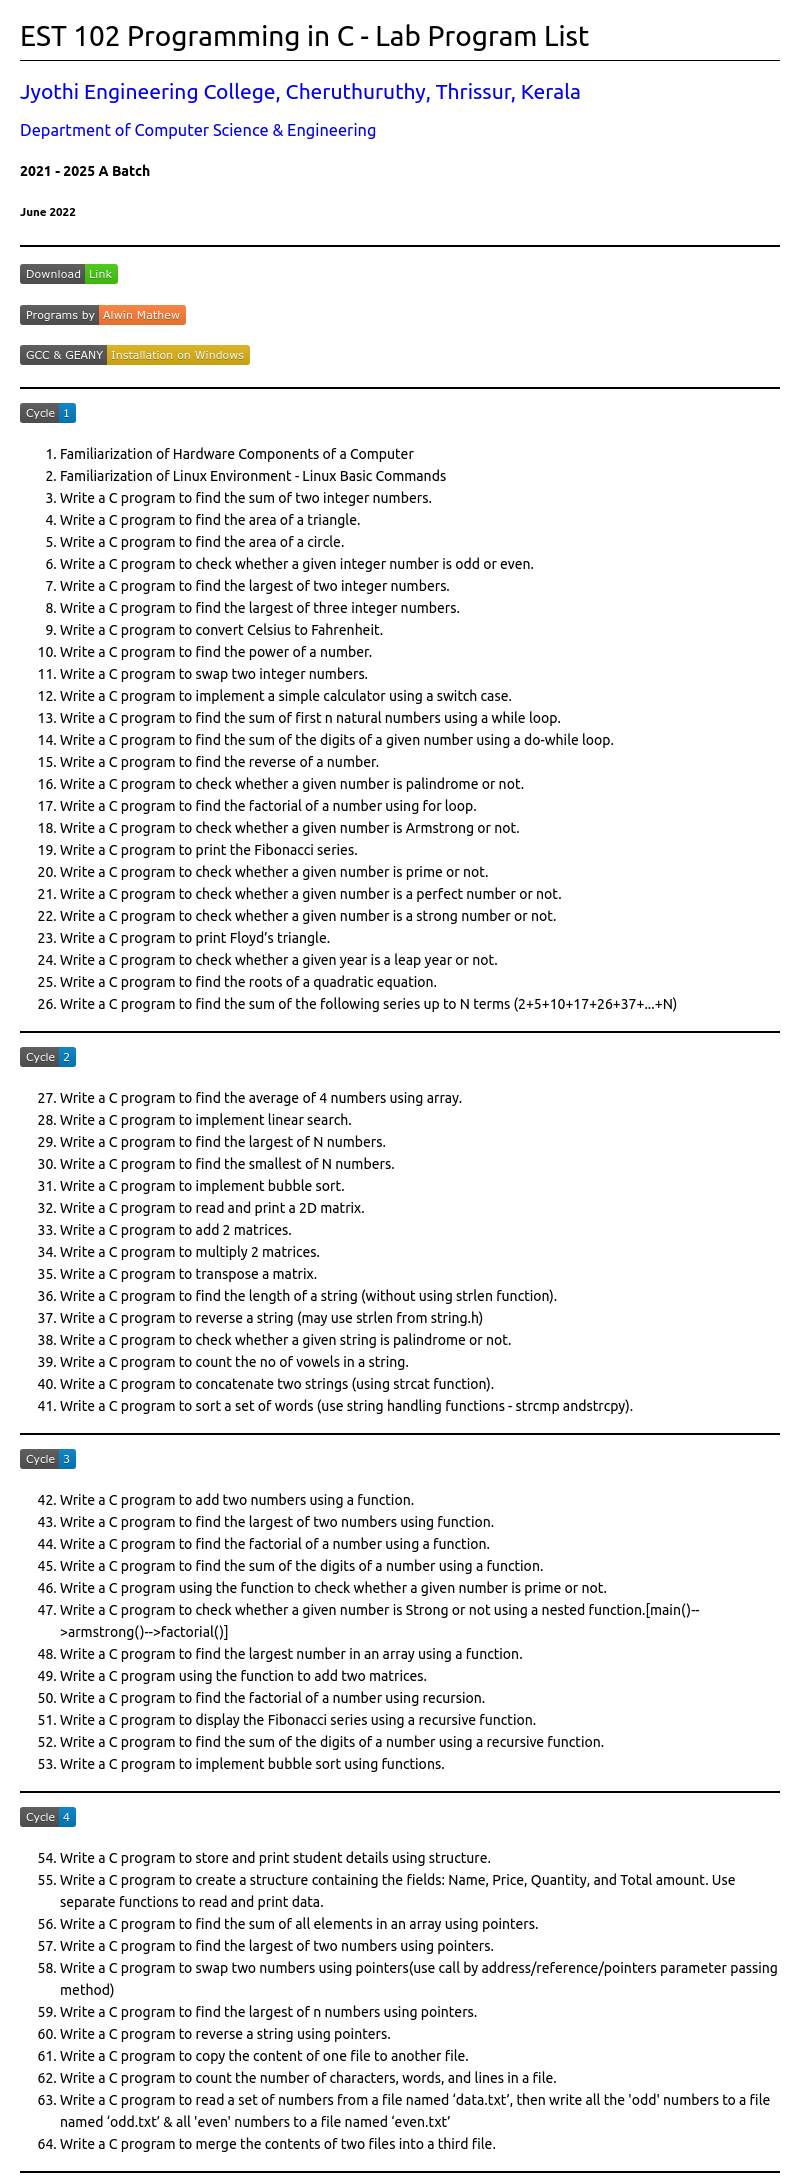 EST 102 Programming in C - Lab Program List
Jyothi Engineering College, Cheruthuruthy, Thrissur, Kerala
Department of Computer Science & Engineering
2021 - 2025 A Batch
June 2022
Download Link
Programs by Alwin Mathew
GCC & GEANY Installation on Windows
Cycle 1
1. Familiarization of Hardware Components of a Computer
2. Familiarization of Linux Environment - Linux Basic Commands
3. Write a C program to find the sum of two integer numbers.
4. Write a C program to find the area of a triangle.
5. Write a C program to find the area of a circle.
6. Write a C program to check whether a given integer number is odd or even.
7. Write a C program to find the largest of two integer numbers.
8. Write a C program to find the largest of three integer numbers.
9. Write a C program to convert Celsius to Fahrenheit.
10. Write a C program to find the power of a number.
11. Write a C program to swap two integer numbers.
12. Write a C program to implement a simple calculator using a switch case.
13. Write a C program to find the sum of first n natural numbers using a while loop.
14. Write a C program to find the sum of the digits of a given number using a do-while loop.
15. Write a C program to find the reverse of a number.
16. Write a C program to check whether a given number is palindrome or not.
17. Write a C program to find the factorial of a number using for loop.
18. Write a C program to check whether a given number is Armstrong or not.
19. Write a C program to print the Fibonacci series.
20. Write a C program to check whether a given number is prime or not.
21. Write a C program to check whether a given number is a perfect number or not.
22. Write a C program to check whether a given number is a strong number or not.
23. Write a C program to print Floyd’s triangle.
24. Write a C program to check whether a given year is a leap year or not.
25. Write a C program to find the roots of a quadratic equation.
26. Write a C program to find the sum of the following series up to N terms (2+5+10+17+26+37+...+N)
Cycle 2
27. Write a C program to find the average of 4 numbers using array.
28. Write a C program to implement linear search.
29. Write a C program to find the largest of N numbers.
30. Write a C program to find the smallest of N numbers.
31. Write a C program to implement bubble sort.
32. Write a C program to read and print a 2D matrix.
33. Write a C program to add 2 matrices.
34. Write a C program to multiply 2 matrices.
35. Write a C program to transpose a matrix.
36. Write a C program to find the length of a string (without using strlen function).
37. Write a C program to reverse a string (may use strlen from string.h)
38. Write a C program to check whether a given string is palindrome or not.
39. Write a C program to count the no of vowels in a string.
40. Write a C program to concatenate two strings (using strcat function).
41. Write a C program to sort a set of words (use string handling functions - strcmp andstrcpy).
Cycle 3
42. Write a C program to add two numbers using a function.
43. Write a C program to find the largest of two numbers using function.
44. Write a C program to find the factorial of a number using a function.
45. Write a C program to find the sum of the digits of a number using a function.
46. Write a C program using the function to check whether a given number is prime or not.
47. Write a C program to check whether a given number is Strong or not using a nested function.[main()--
>armstrong()-->factorial()]
48. Write a C program to find the largest number in an array using a function.
49. Write a C program using the function to add two matrices.
50. Write a C program to find the factorial of a number using recursion.
51. Write a C program to display the Fibonacci series using a recursive function.
52. Write a C program to find the sum of the digits of a number using a recursive function.
53. Write a C program to implement bubble sort using functions.
Cycle 4
54. Write a C program to store and print student details using structure.
55. Write a C program to create a structure containing the fields: Name, Price, Quantity, and Total amount. Use
separate functions to read and print data.
56. Write a C program to find the sum of all elements in an array using pointers.
57. Write a C program to find the largest of two numbers using pointers.
58. Write a C program to swap two numbers using pointers(use call by address/reference/pointers parameter passing
method)
59. Write a C program to find the largest of n numbers using pointers.
60. Write a C program to reverse a string using pointers.
61. Write a C program to copy the content of one file to another file.
62. Write a C program to count the number of characters, words, and lines in a file.
63. Write a C program to read a set of numbers from a file named ‘data.txt’, then write all the 'odd' numbers to a file
named ‘odd.txt’ & all 'even' numbers to a file named ‘even.txt’
64. Write a C program to merge the contents of two files into a third file.